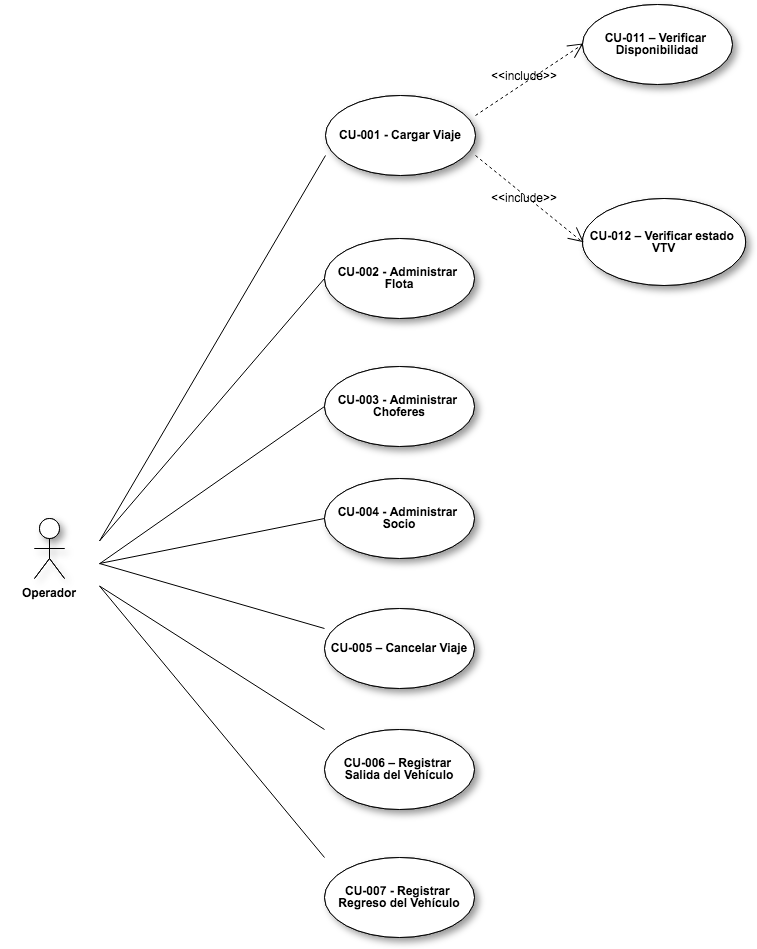 CU-011 – Verificar
Disponibilidad
<<include>>
CU-001 - Cargar Viaje
<<include>>
CU-012 – Verificar estado
VTV
CU-002 - Administrar
Flota
CU-003 - Administrar
Choferes
CU-004 - Administrar
Socio
Operador
CU-005 – Cancelar Viaje
CU-006 – Registrar
Salida del Vehículo
CU-007 - Registrar
Regreso del Vehículo